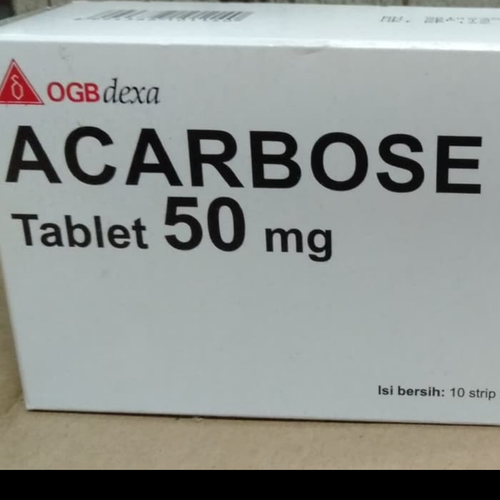 OGBdexa
ACARBOSE
Tablet 50 mg
Isi bersih: 10 strip